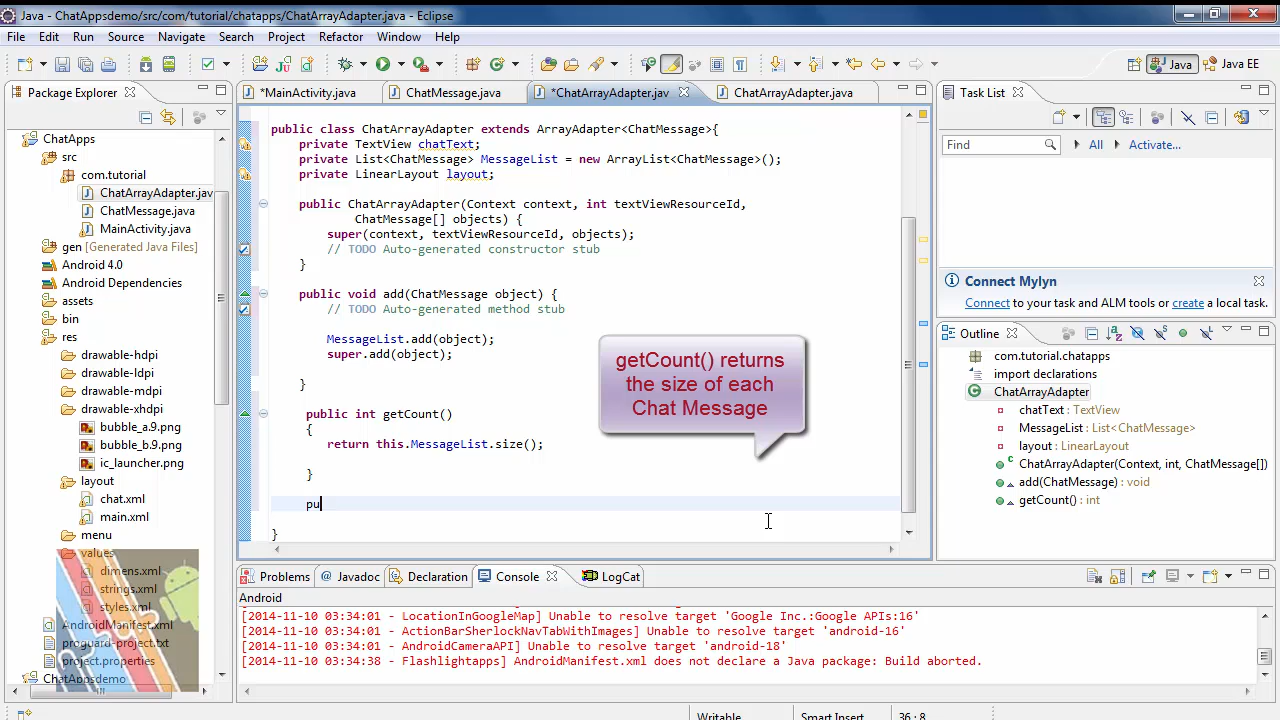 Java - ChatAppsdemo/src/com/tutorial/chatapps/ChatArrayAdapter.java - Eclipse
File Edit Run Source Navigate Search Project Refactor Window Help
Java Java EE
Package Explorer
*MainActivity.java ChatMessage.java *ChatArrayAdapter.jav ChatArrayAdapter.java
Task List
ChatApps
src
com.tutorial
ChatArrayAdapter.jav
ChatMessage.java
MainActivity.java
gen [Generated Java Files]
Android 4.0
Android Dependencies
assets
bin
res
drawable-hdpi
drawable-ldpi
drawable-mdpi
drawable-xhdpi
bubble_a.9.png
bubble_b.9.png
ic_launcher.png
layout
chat.xml
main.xml
menu
values
dimens.xml
strings.xml
styles.xml
AndroidManifest.xml
proguard-project.txt
project.properties
ChatAppsdemo
public class ChatArrayAdapter extends ArrayAdapter<ChatMessage>{
private TextView chatText;
private List<ChatMessage> MessageList = new ArrayList<ChatMessage>();
private LinearLayout layout;
public ChatArrayAdapter(Context context, int textViewResourceId,
ChatMessage[] objects) {
super(context, textViewResourceId, objects);
// TODO Auto-generated constructor stub
}
public void add(ChatMessage object) {
// TODO Auto-generated method stub
MessageList.add(object);
super.add(object);
}
public int getCount()
{
return this.MessageList.size();
}
pu
}
getCount() returns
the size of each
Chat Message
Find All Activate...
Connect Mylyn
Connect to your task and ALM tools or create a local task.
Outline
com.tutorial.chatapps
import declarations
ChatArrayAdapter
chatText : TextView
MessageList : List<ChatMessage>
layout : LinearLayout
ChatArrayAdapter(Context, int, ChatMessage[])
add(ChatMessage) : void
getCount() : int
Problems Javadoc Declaration Console LogCat
Android
[2014-11-10 03:34:01 - LocationInGoogleMap] Unable to resolve target 'Google Inc.:Google APIs:16'
[2014-11-10 03:34:01 - ActionBarSherlockNavTabWithImages] Unable to resolve target 'android-16'
[2014-11-10 03:34:01 - AndroidCameraAPI] Unable to resolve target 'android-18'
[2014-11-10 03:34:38 - Flashlightapps] AndroidManifest.xml does not declare a Java package: Build aborted.
Writable Smart Insert 36 : 8